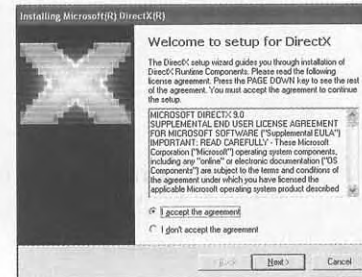 Installing Microsoft(R) DirectX(R)
Welcome to setup for DirectX
The DirectX setup wizard guides you through installation of
DirectX Runtime Components. Please read the following
license agreement. Press the PAGE DOWN key to see the rest
of the agreement. You must accept the agreement to continue
the setup.
MICROSOFT DIRECTX 9.0
SUPPLEMENTAL END USER LICENSE AGREEMENT
FOR MICROSOFT SOFTWARE ("Supplemental EULA")
IMPORTANT: READ CAREFULLY - These Microsoft
Corporation ("Microsoft") operating system components,
including any "online" or electronic documentation ("OS
Components") are subject to the terms and conditions of
the agreement under which you have licensed the
applicable Microsoft operating system product described
I accept the agreement
I don't accept the agreement
Next >
Cancel